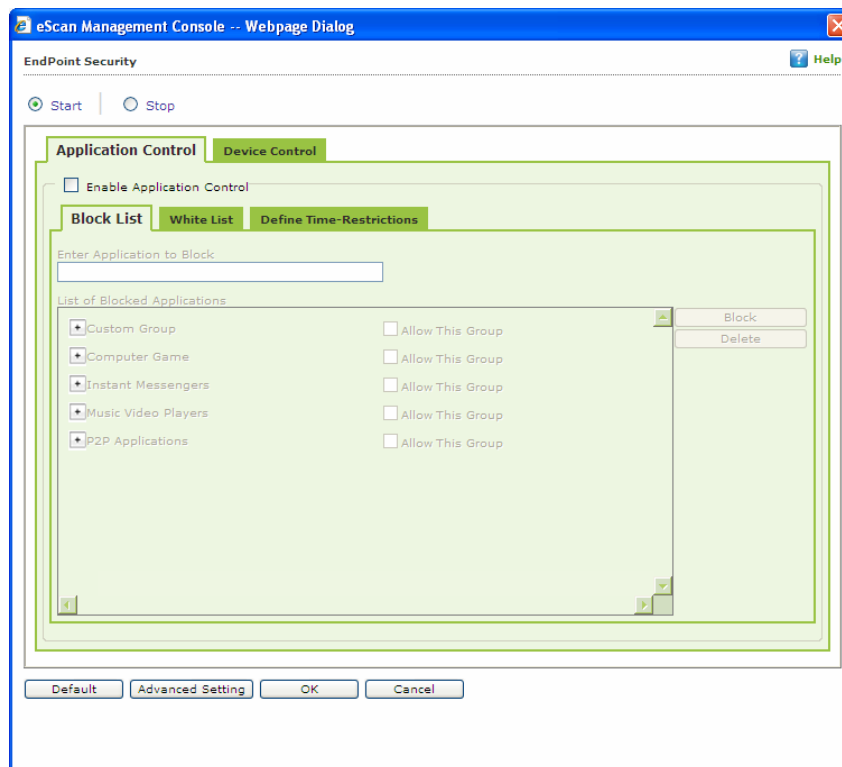 eScan Management Console -- Webpage Dialog
EndPoint Security
Help
Start
Stop
Application Control
Device Control
Enable Application Control
Block List
White List
Define Time-Restrictions
Enter Application to Block
List of Blocked Applications
Custom Group
Allow This Group
Block
Delete
Computer Game
Allow This Group
Instant Messengers
Allow This Group
Music Video Players
Allow This Group
P2P Applications
Allow This Group
Default
Advanced Setting
OK
Cancel